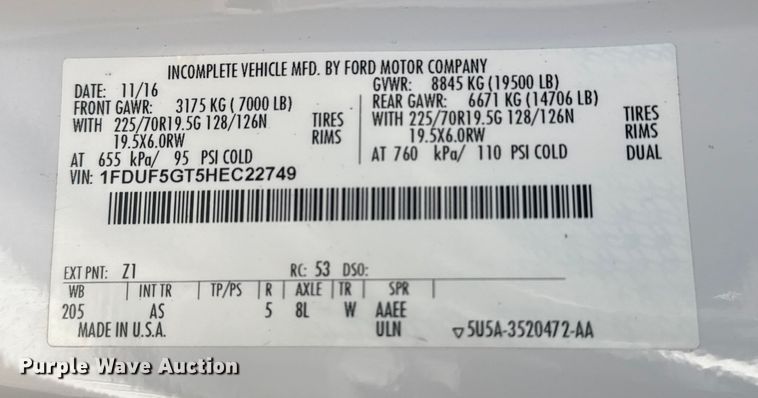 INCOMPLETE VEHICLE MFD. BY FORD MOTOR COMPANY
DATE: 11/16 GVWR: 8845 KG (19500 LB)
FRONT GAWR: 3175 KG ( 7000 LB) REAR GAWR: 6671 KG (14706 LB)
WITH 225/70R19.5G 128/126N TIRES WITH 225/70R19.5G 128/126N TIRES
19.5X6.0RW RIMS 19.5X6.0RW RIMS
AT 655 kPa/ 95 PSI COLD AT 760 kPa/ 110 PSI COLD DUAL
VIN: 1FDUF5GT5HEC22749
EXT PNT: Z1 RC: 53 DSO:
WB INT TR TP/PS R AXLE TR SPR
205 AS 5 8L W AAEE
MADE IN U.S.A. ULN ▽5U5A-3520472-AA
Purple Wave Auction